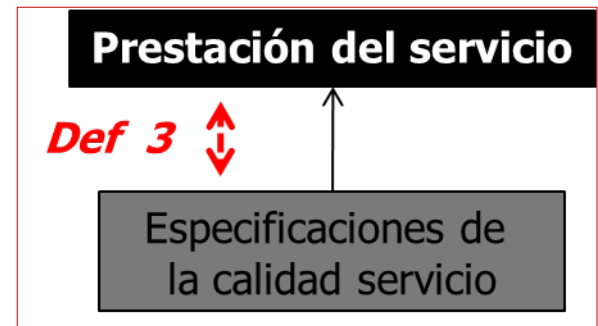 Prestación del servicio
Def 3
Especificaciones de
la calidad servicio